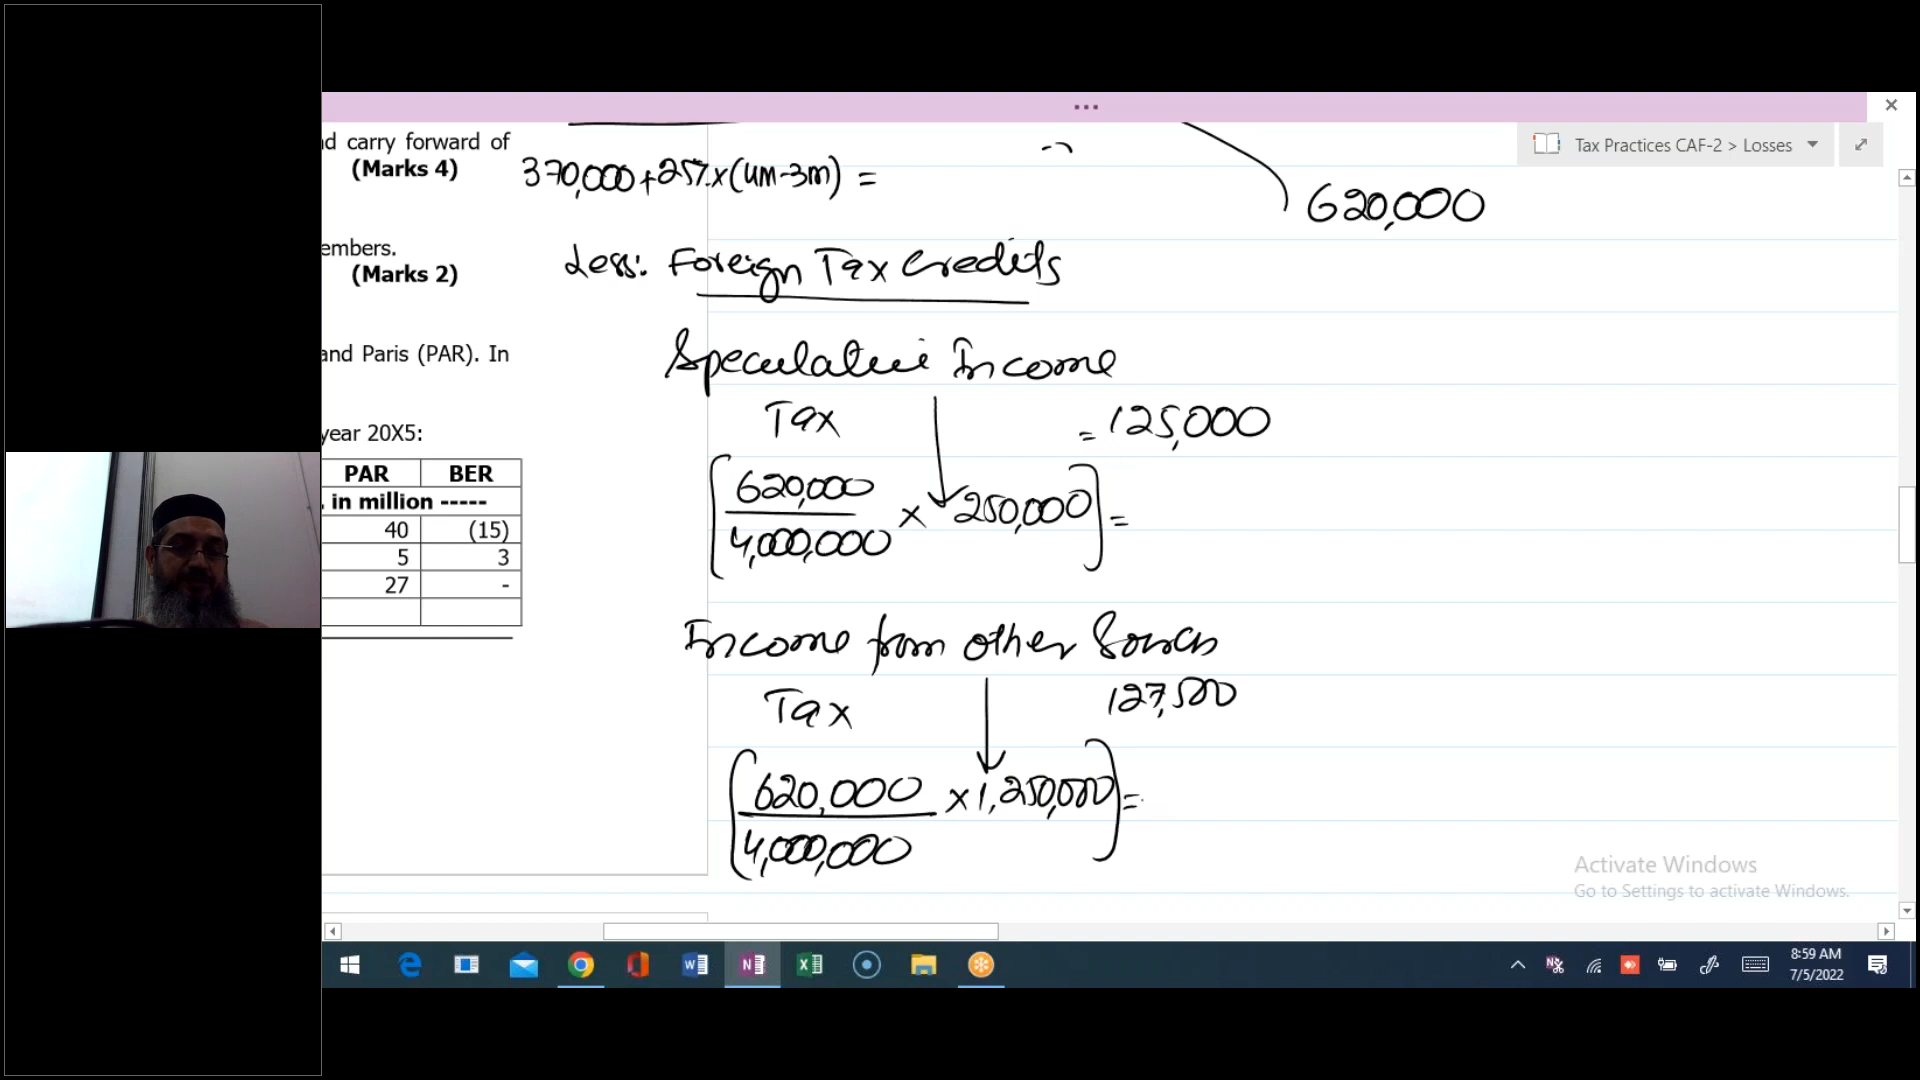 Tax Practices CAF-2 > Losses
nd carry forward of
(Marks 4)
embers.
(Marks 2)
and Paris (PAR). In
year 20X5:
PAR BER
. in million -----
40 (15)
5 3
27 -
370,000+25%x(4m-3m) =
620,000
Less: Foreign Tax Credits
Speculative Income
Tax = 125,000
[620,000 / 4,000,000 x 250,000] =
Income from other Sources
Tax 127,500
[620,000 / 4,000,000 x 1,250,000] =
Activate Windows
Go to Settings to activate Windows.
8:59 AM
7/5/2022